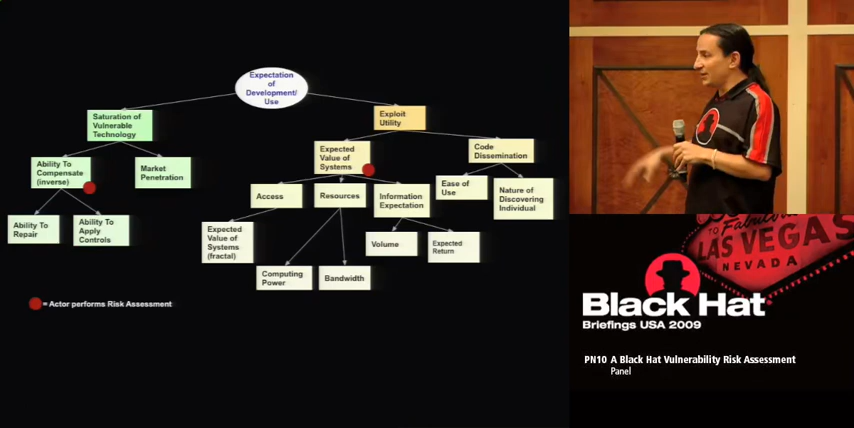 Expectation
of
Development/
Use
Saturation of
Vulnerable
Technology
Exploit
Utility
Ability To
Compensate
(inverse)
Market
Penetration
Expected
Value of
Systems
Code
Dissemination
Ability To
Repair
Ability To
Apply
Controls
Access
Resources
Information
Expectation
Ease of
Use
Nature of
Discovering
Individual
Expected
Value of
Systems
(fractal)
Volume
Expected
Return
Computing
Power
Bandwidth
= Actor performs Risk Assessment
TO Fabulous
LAS VEGAS
NEVADA
Black Hat
Briefings USA 2009
PN10 A Black Hat Vulnerability Risk Assessment
Panel